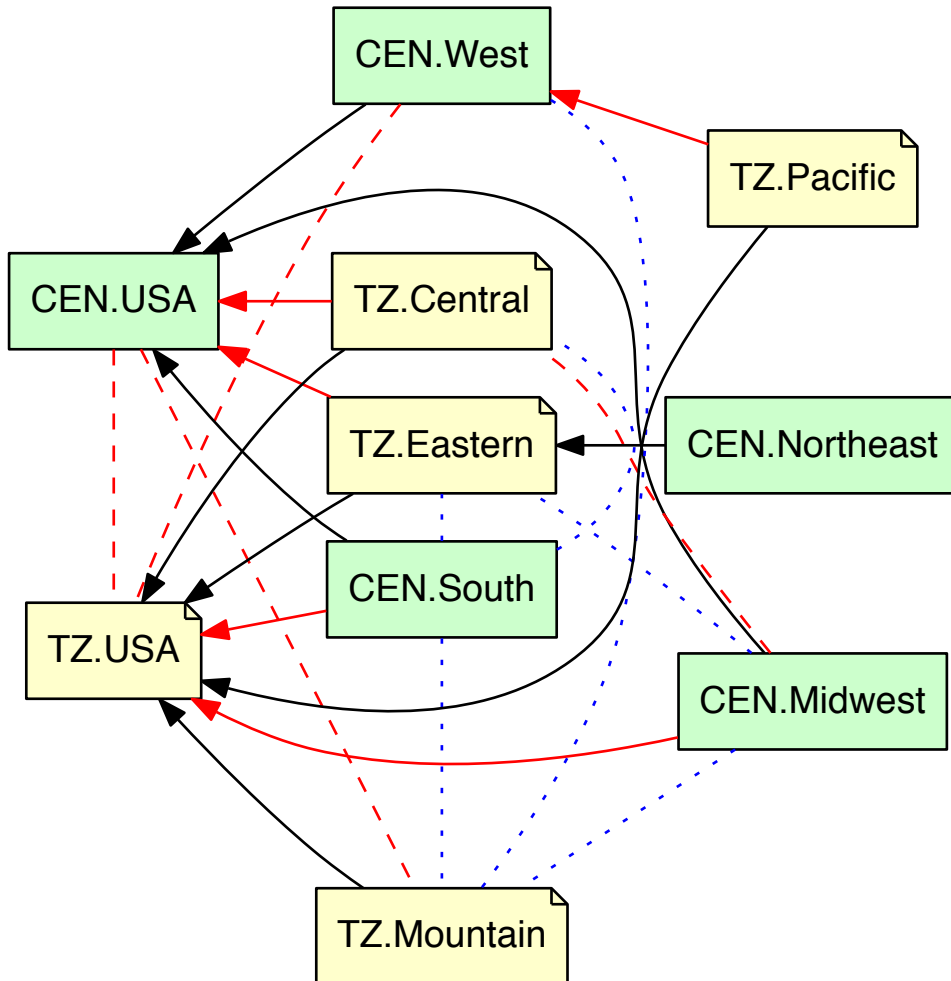 CEN.West
TZ.Pacific
CEN.USA
TZ.Central
TZ.Eastern
CEN.Northeast
CEN.South
TZ.USA
CEN.Midwest
TZ.Mountain